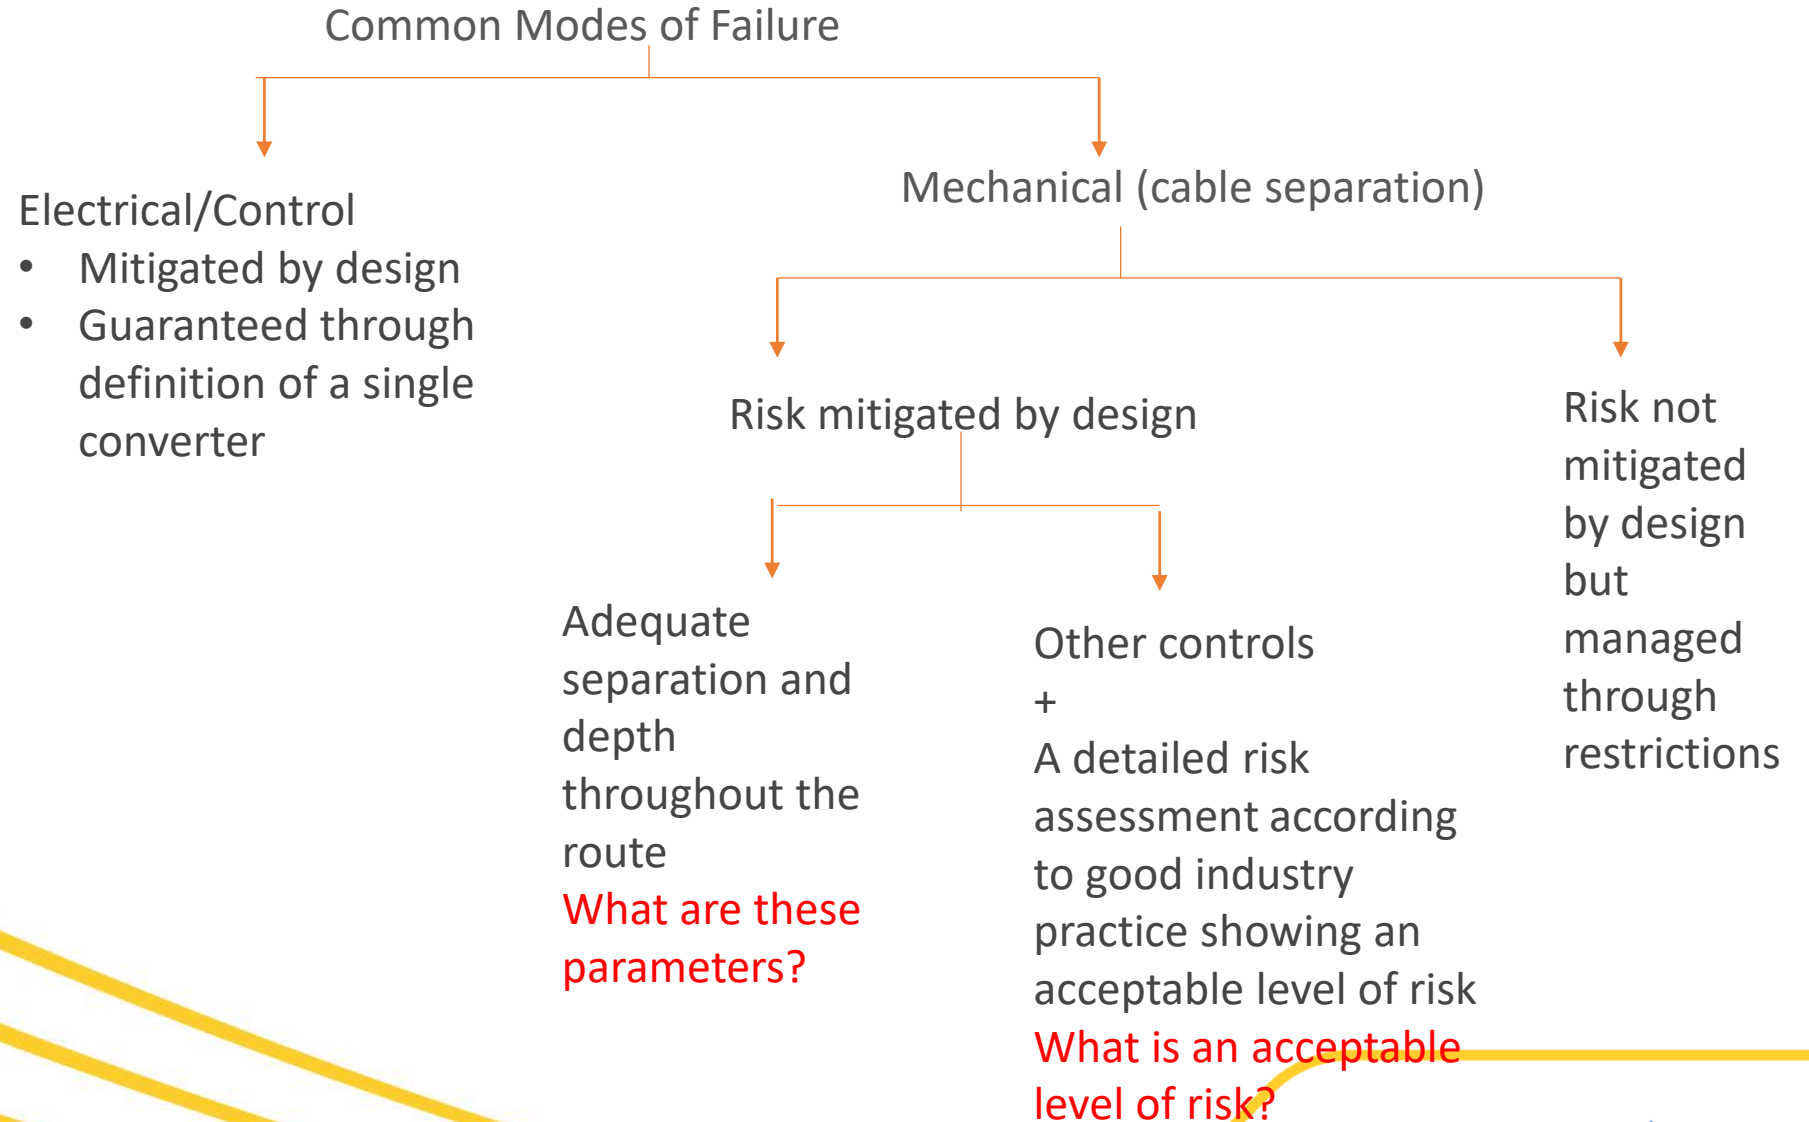 Common Modes of Failure
Electrical/Control
• Mitigated by design
• Guaranteed through
definition of a single
converter
Mechanical (cable separation)
Risk mitigated by design
Adequate
separation and
depth
throughout the
route
What are these
parameters?
Other controls
+
A detailed risk
assessment according
to good industry
practice showing an
acceptable level of risk
What is an acceptable
level of risk?
Risk not
mitigated
by design
but
managed
through
restrictions